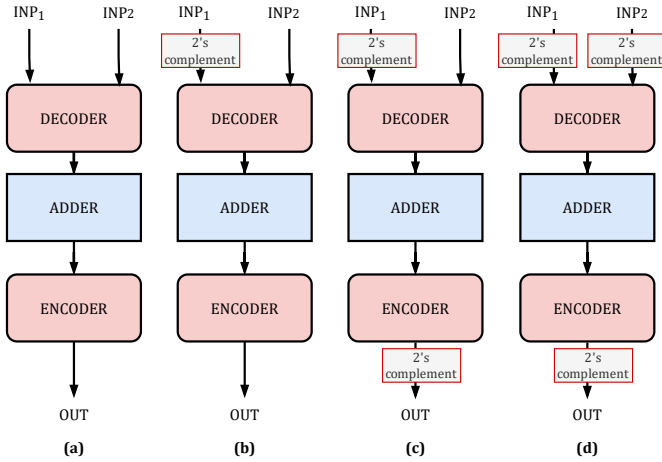 INP1 INP2 INP1 INP2 INP1 INP2 INP1 INP2
2's 2's 2's 2's
complement complement complement complement
DECODER DECODER DECODER DECODER
ADDER ADDER ADDER ADDER
ENCODER ENCODER ENCODER ENCODER
2's 2's
complement complement
OUT OUT OUT OUT
(a) (b) (c) (d)